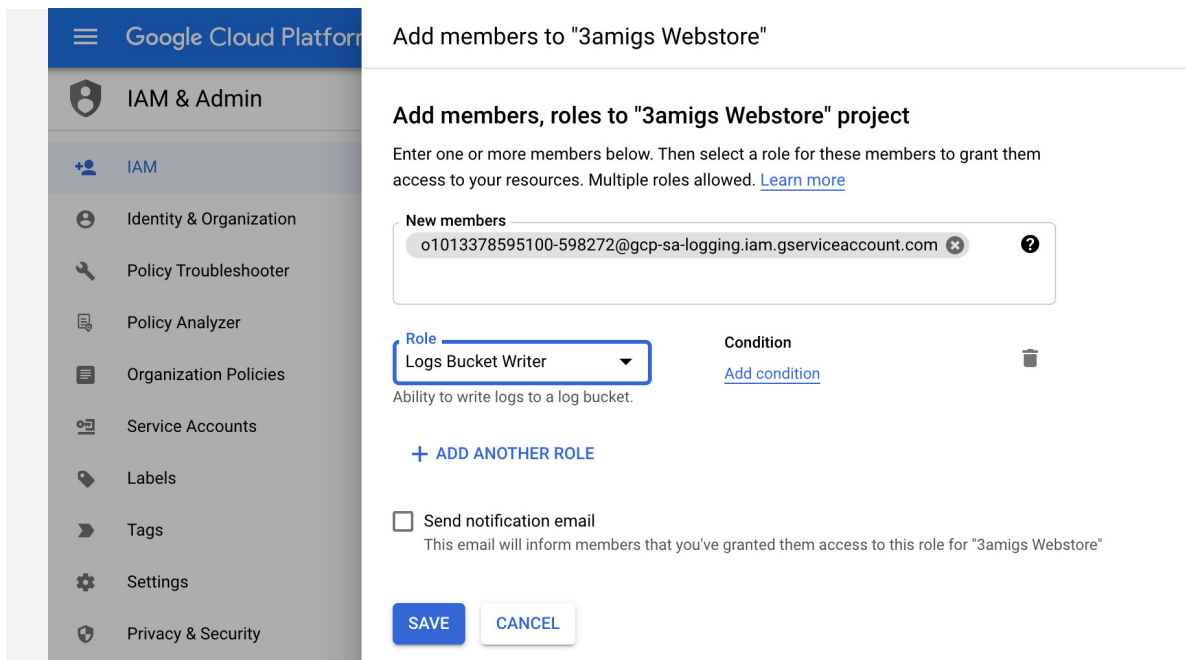 Google Cloud Platform
Add members to "3amigs Webstore"
IAM & Admin
IAM
Identity & Organization
Policy Troubleshooter
Policy Analyzer
Organization Policies
Service Accounts
Labels
Tags
Settings
Privacy & Security
Add members, roles to "3amigs Webstore" project
Enter one or more members below. Then select a role for these members to grant them
access to your resources. Multiple roles allowed. Learn more
New members
o1013378595100-598272@gcp-sa-logging.iam.gserviceaccount.com
Role
Logs Bucket Writer
Ability to write logs to a log bucket.
Condition
Add condition
+ ADD ANOTHER ROLE
Send notification email
This email will inform members that you've granted them access to this role for "3amigs Webstore"
SAVE
CANCEL